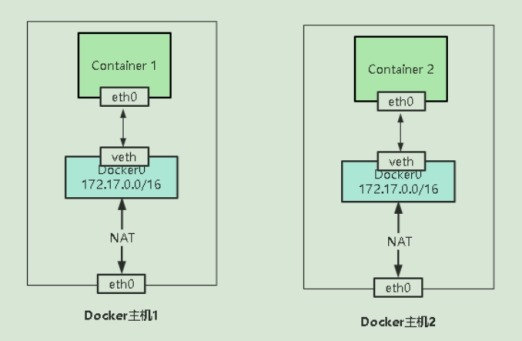 Container 1
eth0
veth
Docker0
172.17.0.0/16
NAT
eth0
Docker主机1
Container 2
eth0
veth
Docker0
172.17.0.0/16
NAT
eth0
Docker主机2